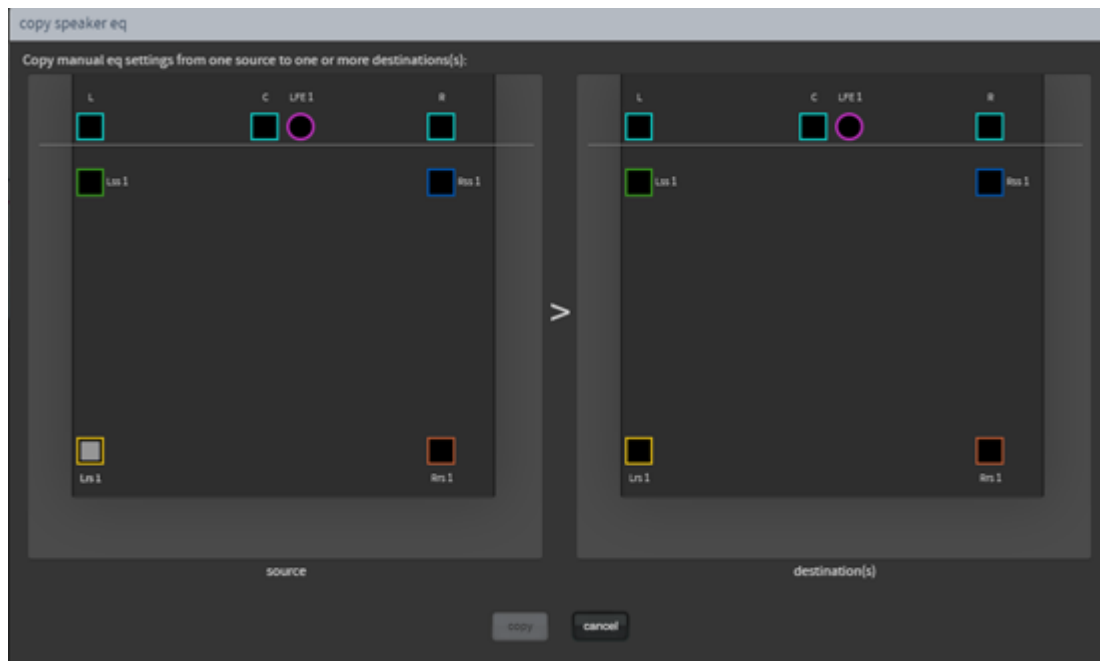 copy speaker eq
Copy manual eq settings from one source to one or more destinations(s):
L C LFE 1 R
L C LFE 1 R
Lss 1 Rss 1
Lss 1 Rss 1
>
Lrs 1 Rrs 1
Lrs 1 Rrs 1
source
destination(s)
copy
cancel